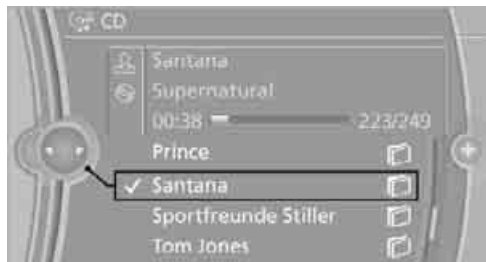 CD
Santana
Supernatural
00:38 223/249
Prince
Santana
Sportfreunde Stiller
Tom Jones